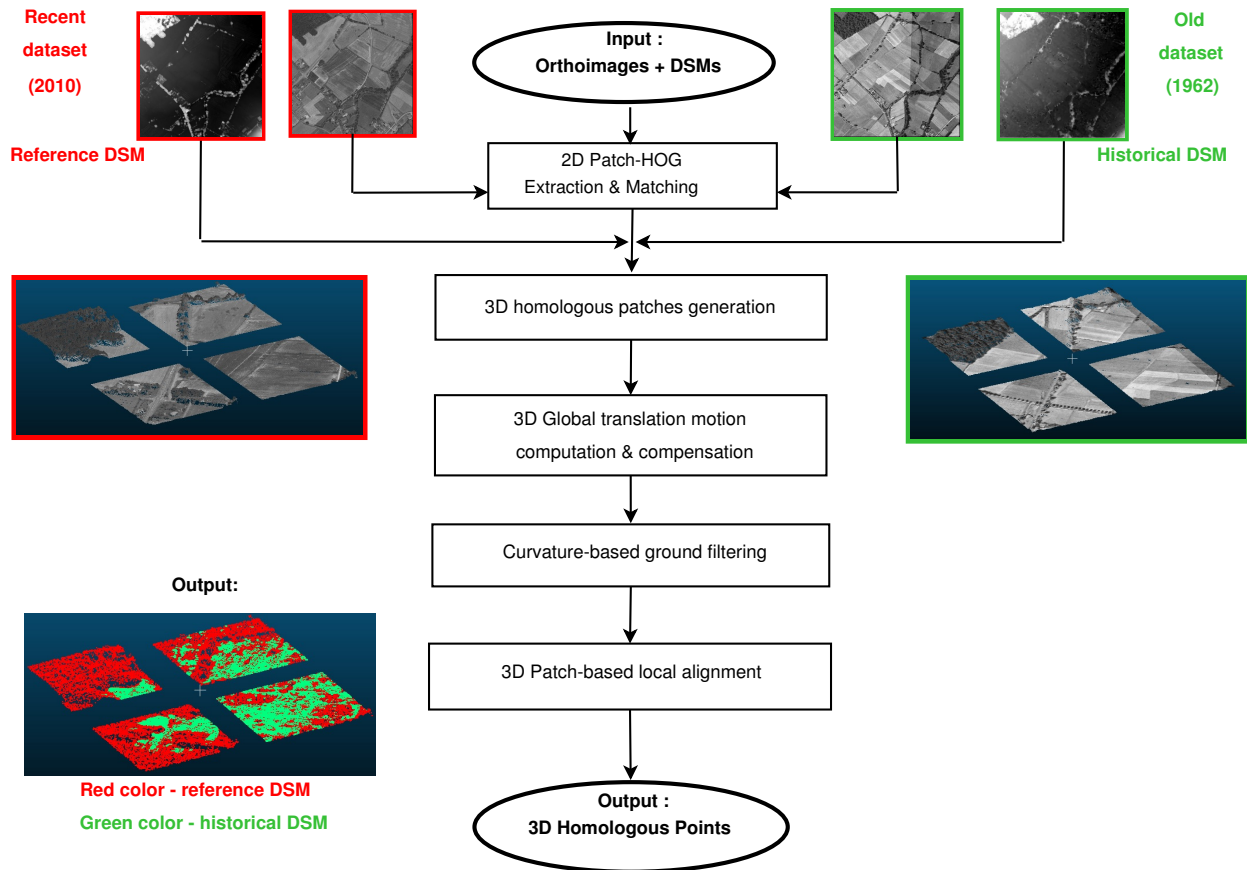 Recent
dataset
(2010)
Input :
Orthoimages + DSMs
Old
dataset
(1962)
Reference DSM
2D Patch-HOG
Extraction & Matching
Historical DSM
3D homologous patches generation
3D Global translation motion
computation & compensation
Curvature-based ground filtering
Output:
3D Patch-based local alignment
Red color - reference DSM
Green color - historical DSM
Output :
3D Homologous Points